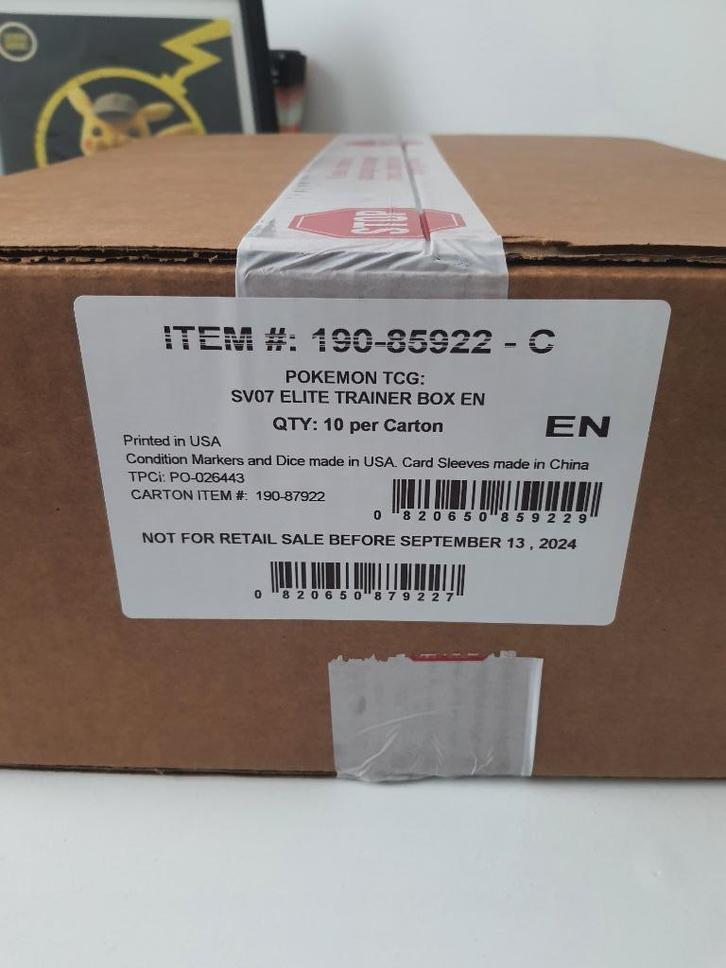 STOP
ITEM #: 190-85922 - C
POKEMON TCG:
SV07 ELITE TRAINER BOX EN
QTY: 10 per Carton
EN
Printed in USA
Condition Markers and Dice made in USA. Card Sleeves made in China
TPCi: PO-026443
CARTON ITEM #: 190-87922
0 820650 859229
NOT FOR RETAIL SALE BEFORE SEPTEMBER 13 , 2024
0 820650 879227